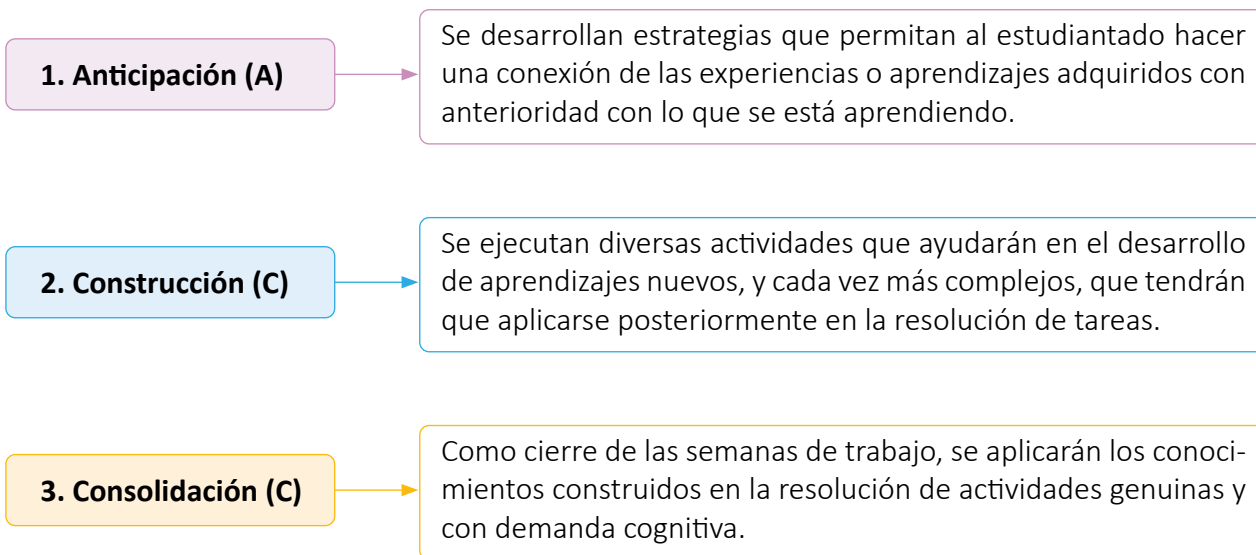 1. Anticipación (A)
Se desarrollan estrategias que permitan al estudiantado hacer
una conexión de las experiencias o aprendizajes adquiridos con
anterioridad con lo que se está aprendiendo.
2. Construcción (C)
Se ejecutan diversas actividades que ayudarán en el desarrollo
de aprendizajes nuevos, y cada vez más complejos, que tendrán
que aplicarse posteriormente en la resolución de tareas.
3. Consolidación (C)
Como cierre de las semanas de trabajo, se aplicarán los conoci-
mientos construidos en la resolución de actividades genuinas y
con demanda cognitiva.